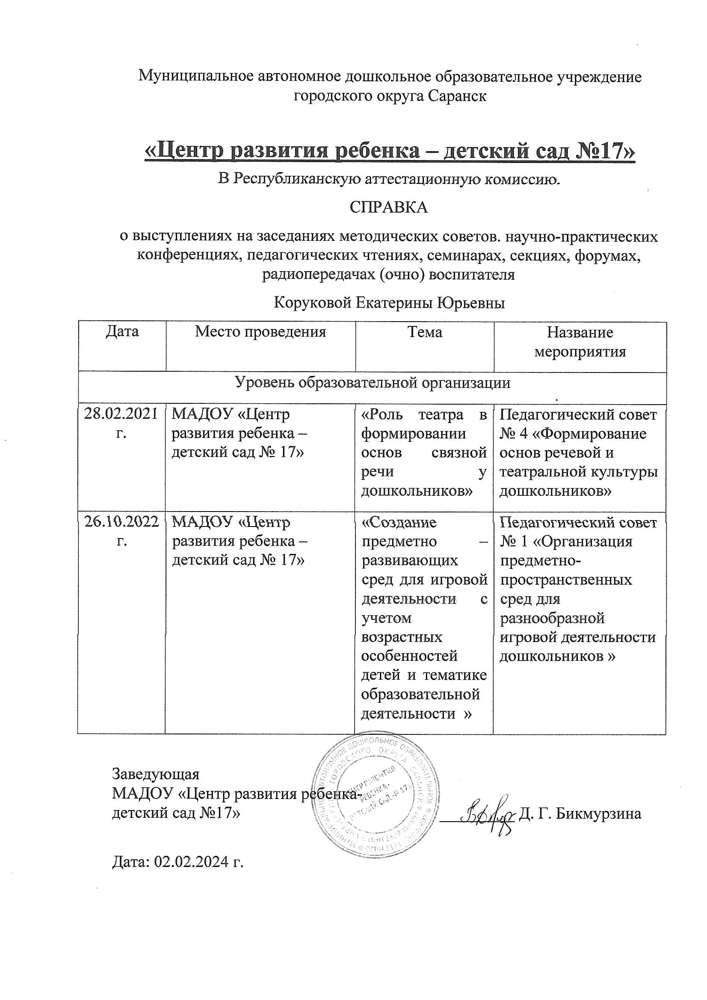 Муниципальное автономное дошкольное образовательное учреждение
городского округа Саранск
«Центр развития ребенка – детский сад №17»
В Республиканскую аттестационную комиссию.
СПРАВКА
о выступлениях на заседаниях методических советов. научно-практических
конференциях, педагогических чтениях, семинарах, секциях, форумах,
радиопередачах (очно) воспитателя
Коруковой Екатерины Юрьевны
Дата
Место проведения
Тема
Название
мероприятия
Уровень образовательной организации
28.02.2021
г.
МАДОУ «Центр
развития ребенка –
детский сад № 17»
«Роль театра в
формировании
основ связной
речи у
дошкольников»
Педагогический совет
№ 4 «Формирование
основ речевой и
театральной культуры
дошкольников»
26.10.2022
г.
МАДОУ «Центр
развития ребенка –
детский сад № 17»
«Создание
предметно –
развивающих
сред для игровой
деятельности с
учетом
возрастных
особенностей
детей и тематике
образовательной
деятельности »
Педагогический совет
№ 1 «Организация
предметно-
пространственных
сред для
разнообразной
игровой деятельности
дошкольников »
Заведующая
МАДОУ «Центр развития ребенка-
детский сад №17»
Д. Г. Бикмурзина
МУНИЦИПАЛЬНОЕ АВТОНОМНОЕ ДОШКОЛЬНОЕ ОБРАЗОВАТЕЛЬНОЕ
ГОРОДСКОГО ОКРУГА САРАНСК
ЦЕНТР РАЗВИТИЯ
РЕБЕНКА-
ДЕТСКИЙ САД № 17»
Дата: 02.02.2024 г.